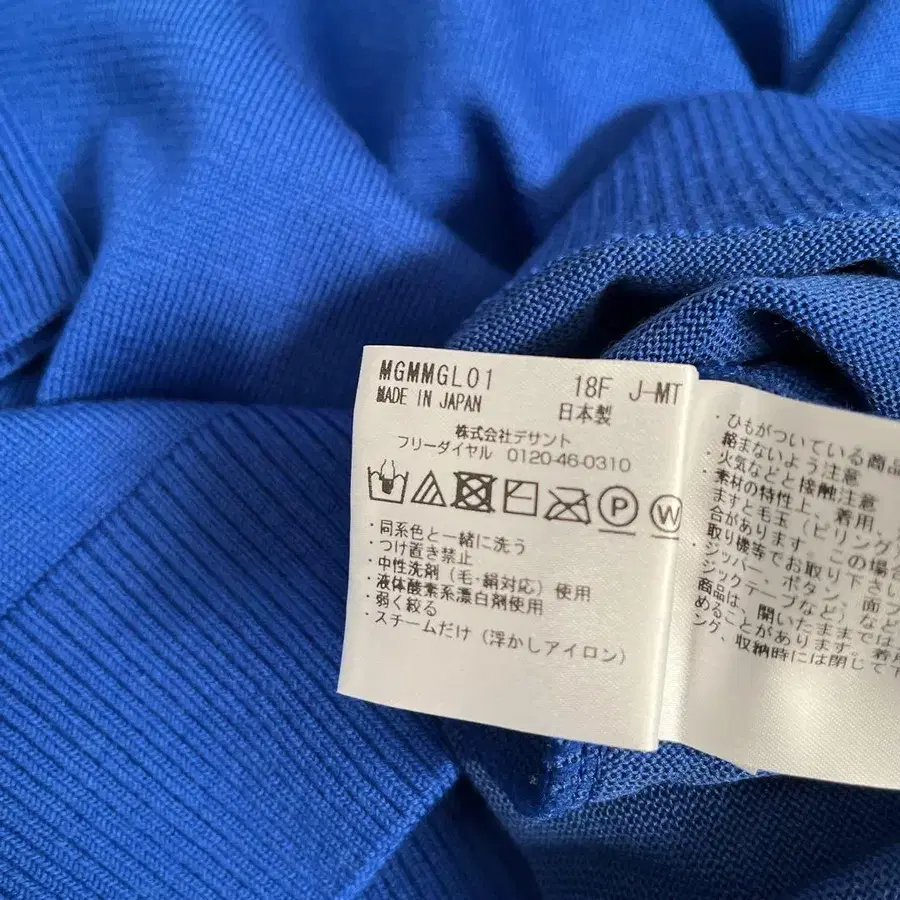 MGMMGL01 18F J-MT
MADE IN JAPAN 日本製
株式会社デサント
フリーダイヤル 0120-46-0310
P
W
・同系色と一緒に洗う
・つけ置き禁止
・中性洗剤（毛・絹対応）使用
・液体酸素系漂白剤使用
・弱く絞る
・スチームだけ（浮かしアイロン）
・ひもがついている商品
絡まないよう注意
・火気などと接触注意
・素材の特性上、着用、
ますと毛玉（ピリング
合があります。この場合
取り機等でお取り下さい
・ジッパー、ボタン、面フ
ジックテープなど）など
商品は、開いたままでは
めることがあります。着用
ング、収納時には閉じて下